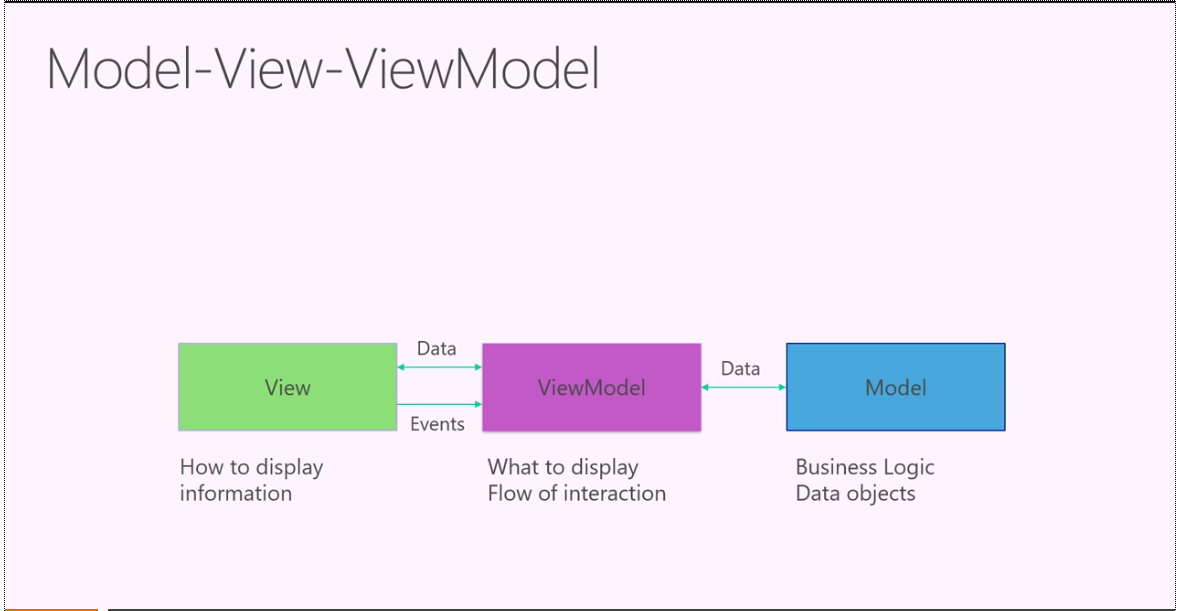 Model-View-ViewModel
Data
Data
View
ViewModel
Model
Events
How to display
information
What to display
Flow of interaction
Business Logic
Data objects